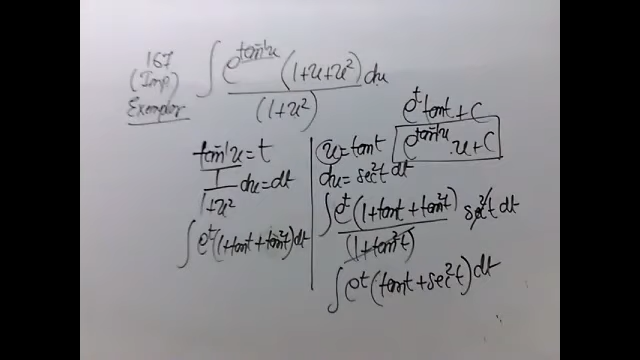 167
(Imp)
Exemplar
∫ e^(tan⁻¹x) (1+x+x²) dx
(1+x²)
tan⁻¹x = t
1 dx = dt
1+x²
∫ e^t (1+tant+tan²t) dt
x = tant
dx = sec²t dt
∫ e^t (1+tant+tan²t) sec²t dt
(1+tan²t)
∫ e^t (tant+sec²t) dt
e^t tant + C
e^(tan⁻¹x) . x + C